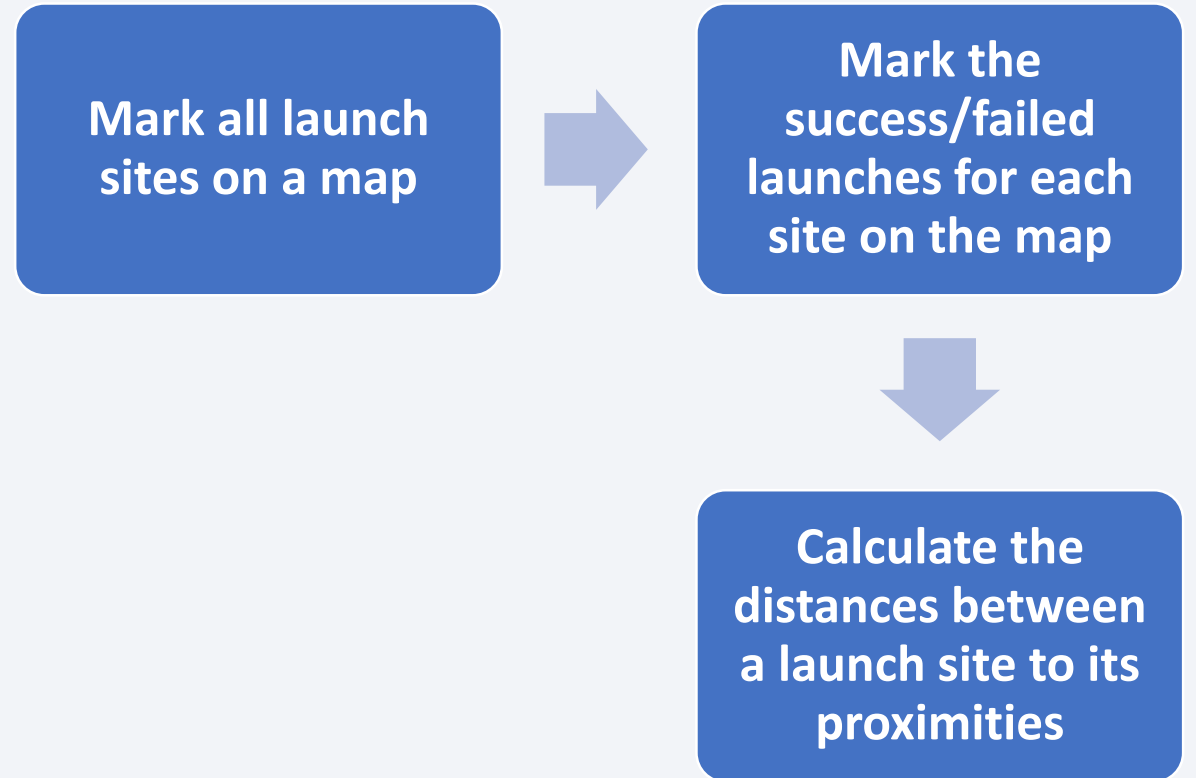 Mark all launch
sites on a map
Mark the
success/failed
launches for each
site on the map
Calculate the
distances between
a launch site to its
proximities